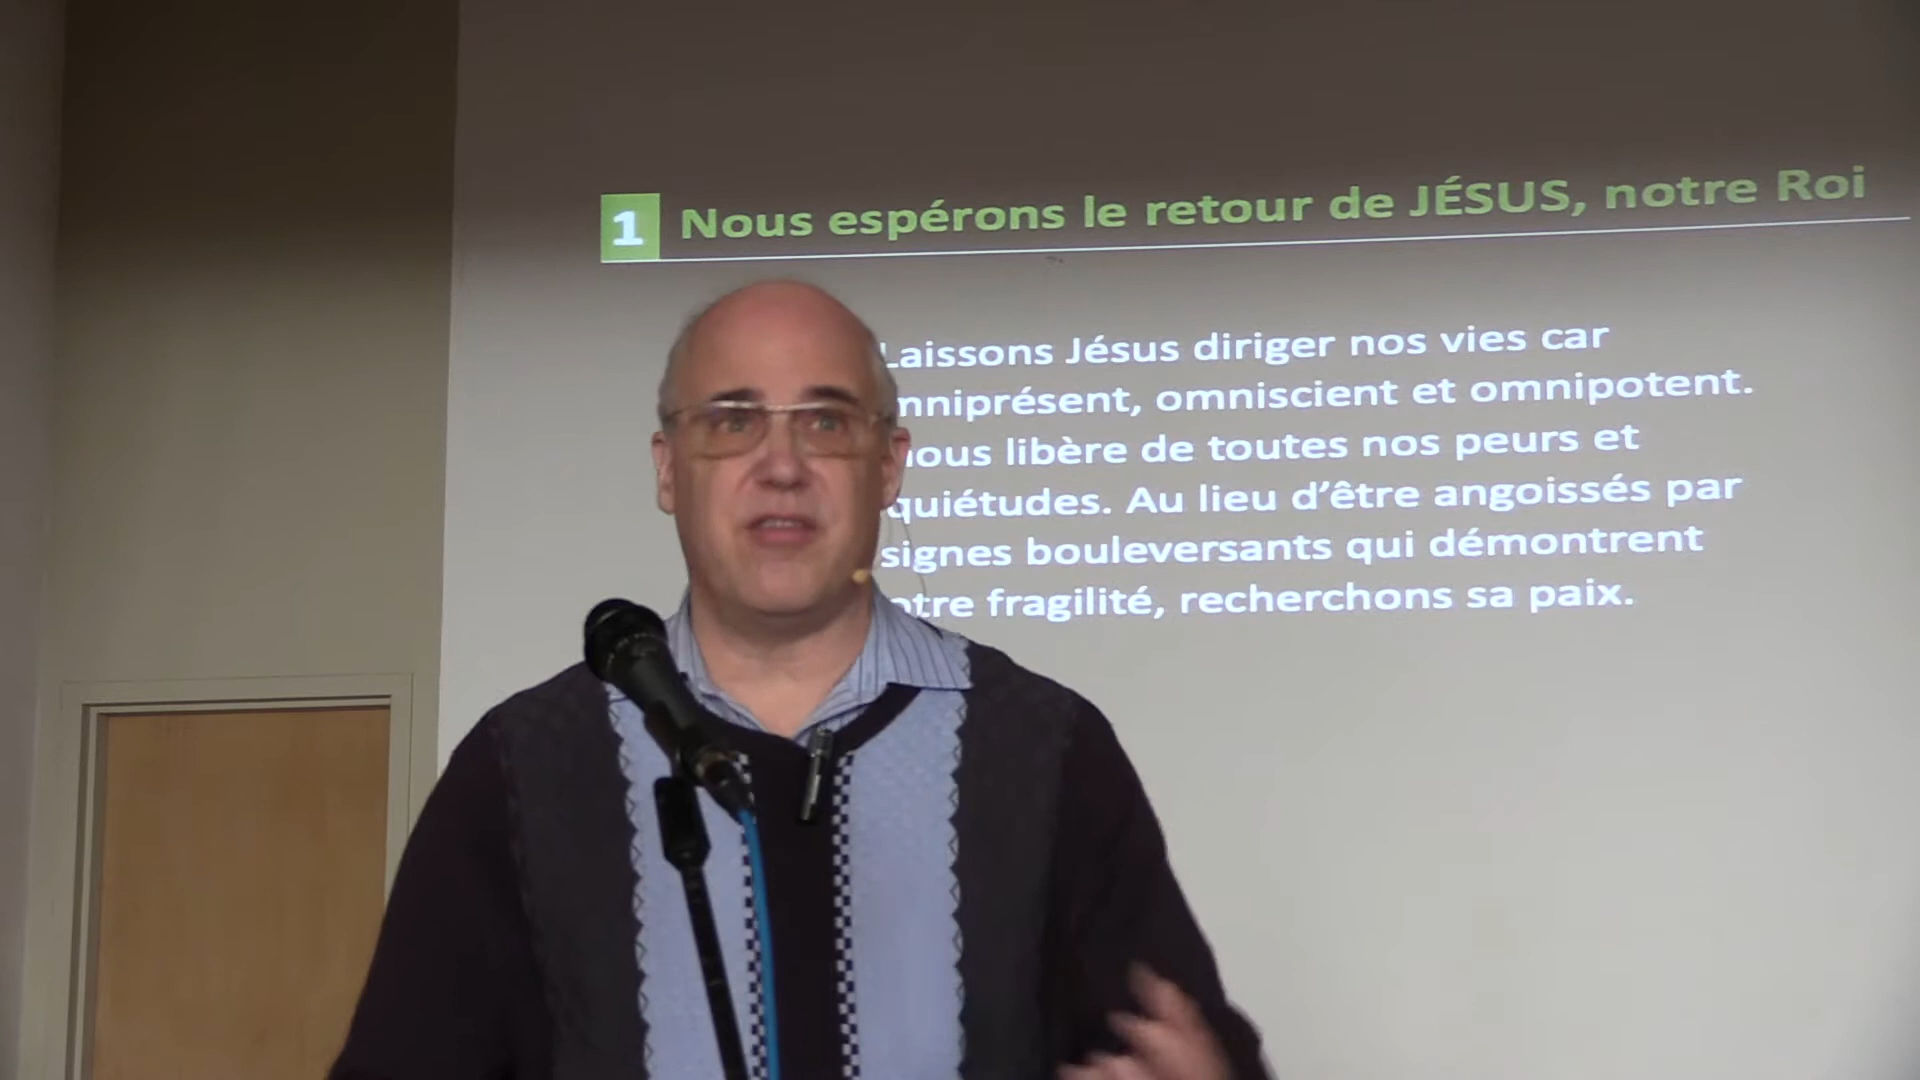 1 Nous espérons le retour de JÉSUS, notre Roi
Laissons Jésus diriger nos vies car
omniprésent, omniscient et omnipotent.
nous libère de toutes nos peurs et
quiétudes. Au lieu d'être angoissés par
signes bouleversants qui démontrent
otre fragilité, recherchons sa paix.